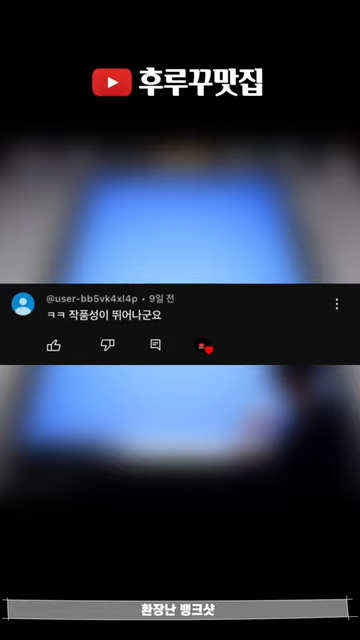 후루꾸맛집
@user-bb5vk4xl4p • 9일 전
ㅋㅋ 작품성이 뛰어나군요
환장난 뱅크샷